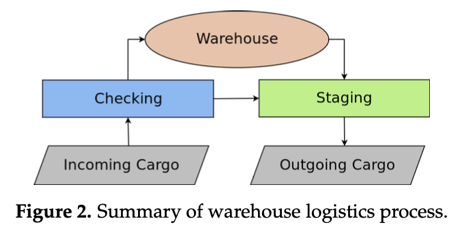 Warehouse
Checking
Staging
Incoming Cargo
Outgoing Cargo
Figure 2. Summary of warehouse logistics process.